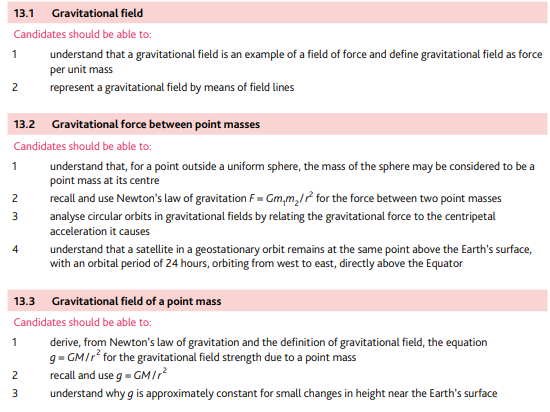 13.1 Gravitational field
Candidates should be able to:
1 understand that a gravitational field is an example of a field of force and define gravitational field as force
per unit mass
2 represent a gravitational field by means of field lines
13.2 Gravitational force between point masses
Candidates should be able to:
1 understand that, for a point outside a uniform sphere, the mass of the sphere may be considered to be a
point mass at its centre
2 recall and use Newton's law of gravitation F = Gm₁m₂/r² for the force between two point masses
3 analyse circular orbits in gravitational fields by relating the gravitational force to the centripetal
acceleration it causes
4 understand that a satellite in a geostationary orbit remains at the same point above the Earth's surface,
with an orbital period of 24 hours, orbiting from west to east, directly above the Equator
13.3 Gravitational field of a point mass
Candidates should be able to:
1 derive, from Newton's law of gravitation and the definition of gravitational field, the equation
g = GM/r² for the gravitational field strength due to a point mass
2 recall and use g = GM/r²
3 understand why g is approximately constant for small changes in height near the Earth's surface